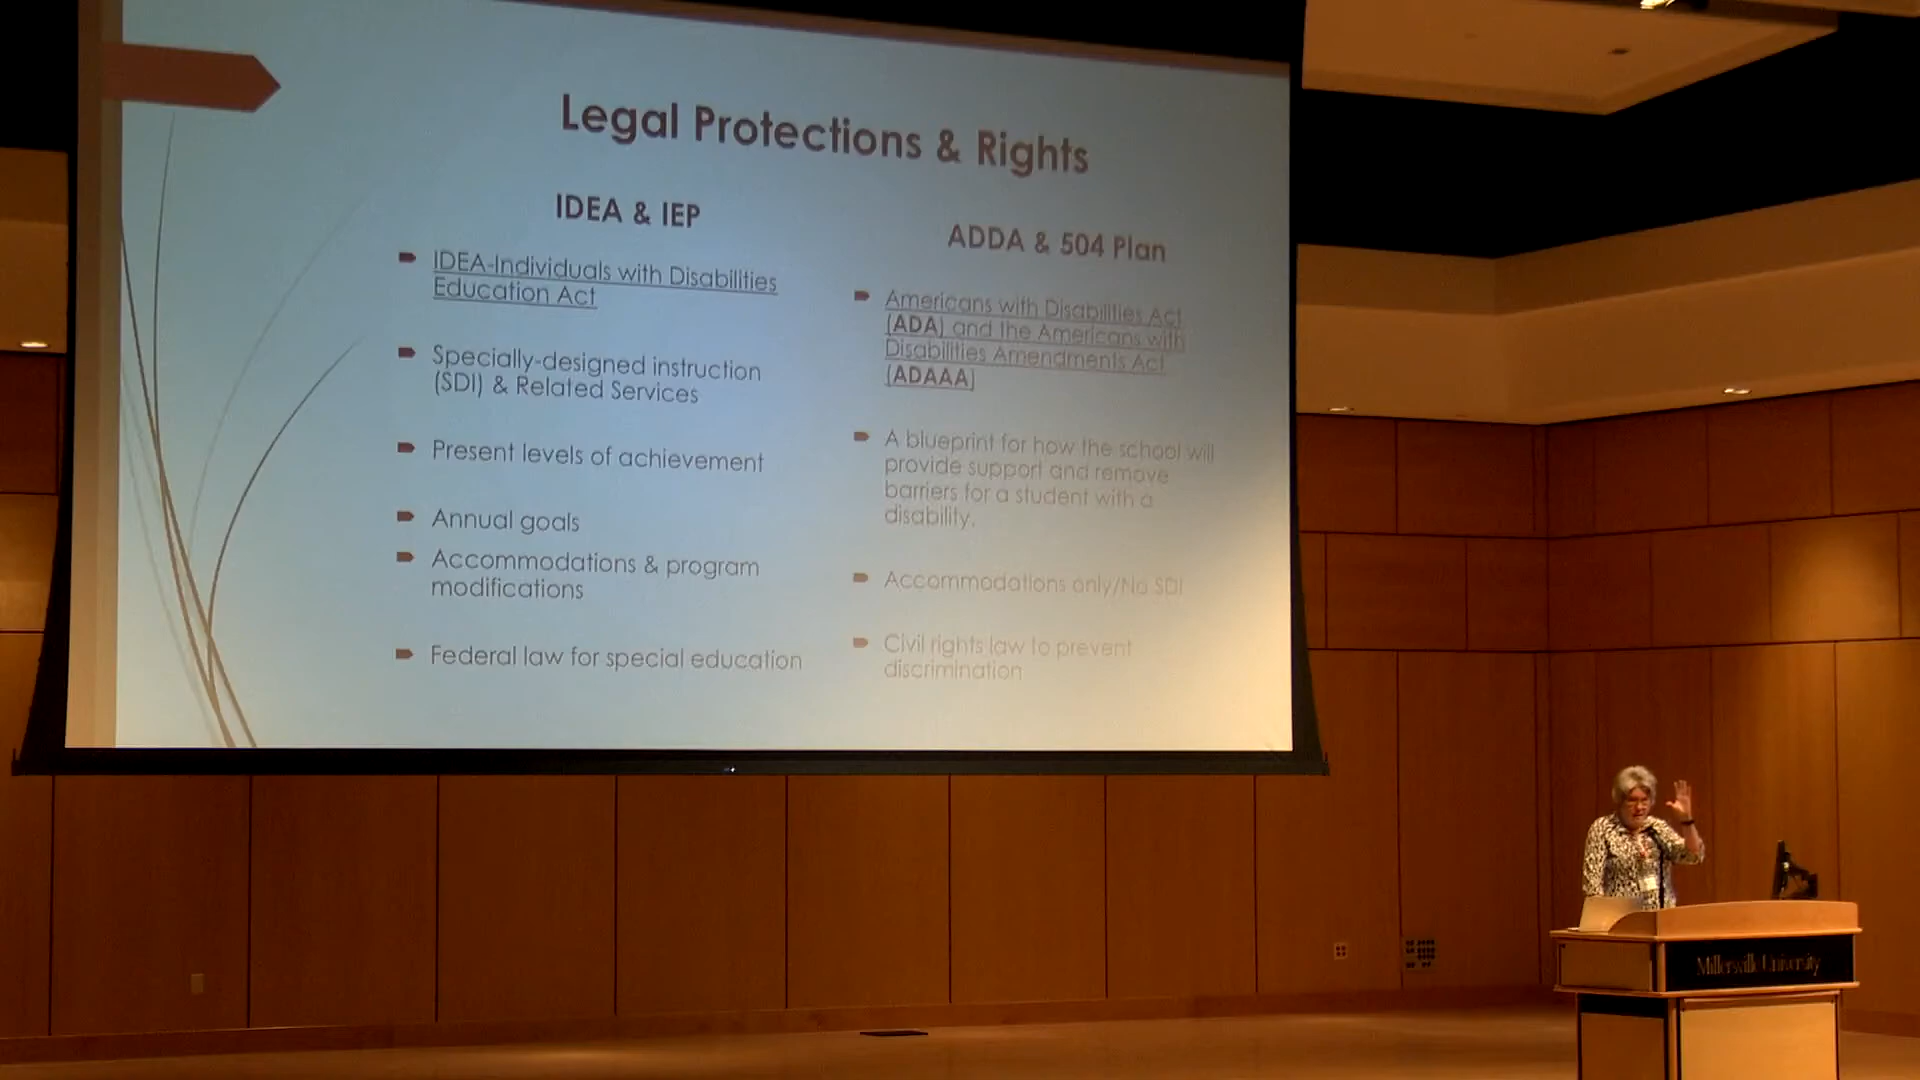 Legal Protections & Rights
IDEA & IEP
IDEA-Individuals with Disabilities
Education Act
Specially-designed instruction
(SDI) & Related Services
Present levels of achievement
Annual goals
Accommodations & program
modifications
Federal law for special education
ADDA & 504 Plan
Americans with Disabilities Act
(ADA) and the Americans with
Disabilities Amendments Act
(ADAAA)
A blueprint for how the school will
provide support and remove
barriers for a student with a
disability.
Accommodations only/No SDI
Civil rights law to prevent
discrimination
Millersville University